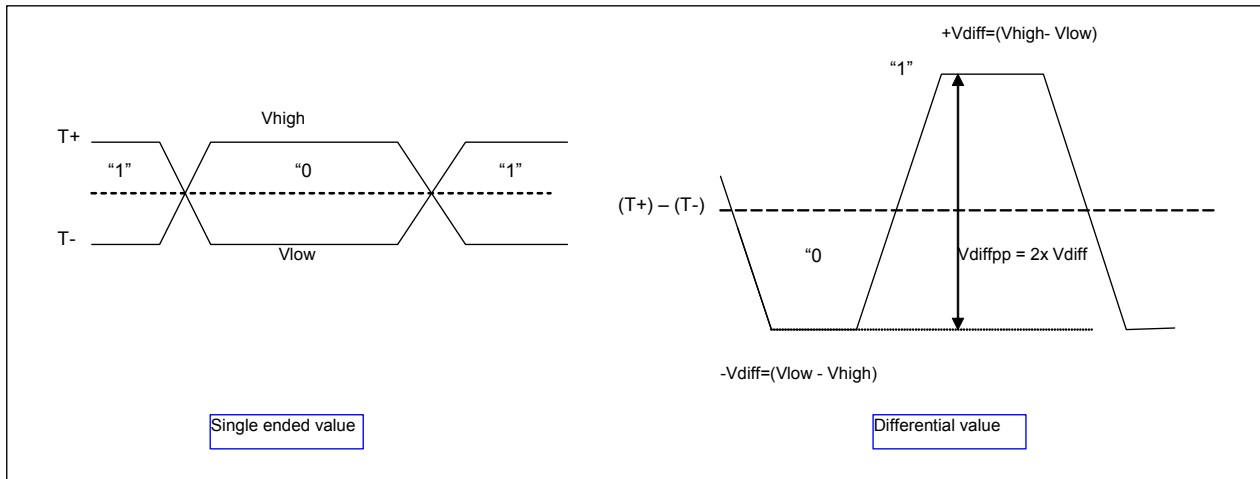 T+
Vhigh
“1”
“0
“1”
T-
Vlow
Single ended value
+Vdiff=(Vhigh- Vlow)
“1”
(T+) – (T-)
“0
Vdiffpp = 2x Vdiff
-Vdiff=(Vlow - Vhigh)
Differential value